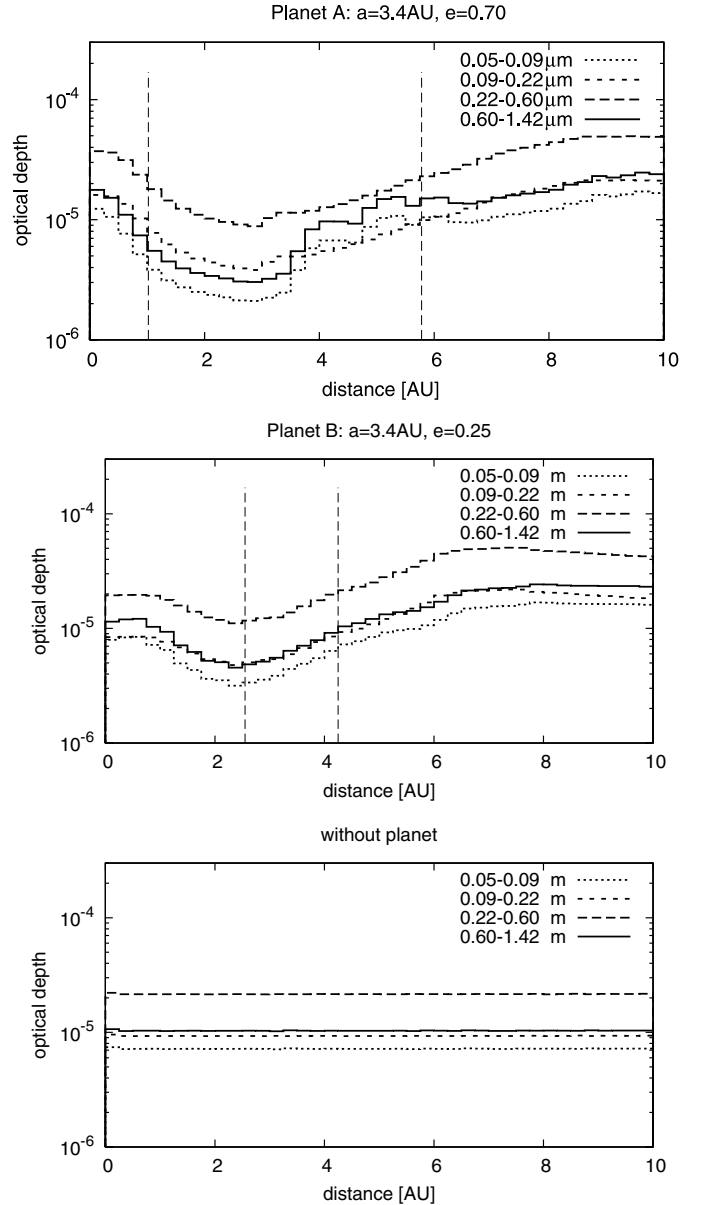 Planet A: a=3.4AU, e=0.70
0.05-0.09μm
0.09-0.22μm
0.22-0.60μm
0.60-1.42μm
10⁻⁴
10⁻⁵
10⁻⁶
optical depth
0 2 4 6 8 10
distance [AU]
Planet B: a=3.4AU, e=0.25
0.05-0.09 m
0.09-0.22 m
0.22-0.60 m
0.60-1.42 m
10⁻⁴
10⁻⁵
10⁻⁶
optical depth
0 2 4 6 8 10
distance [AU]
without planet
0.05-0.09 m
0.09-0.22 m
0.22-0.60 m
0.60-1.42 m
10⁻⁴
10⁻⁵
10⁻⁶
optical depth
0 2 4 6 8 10
distance [AU]